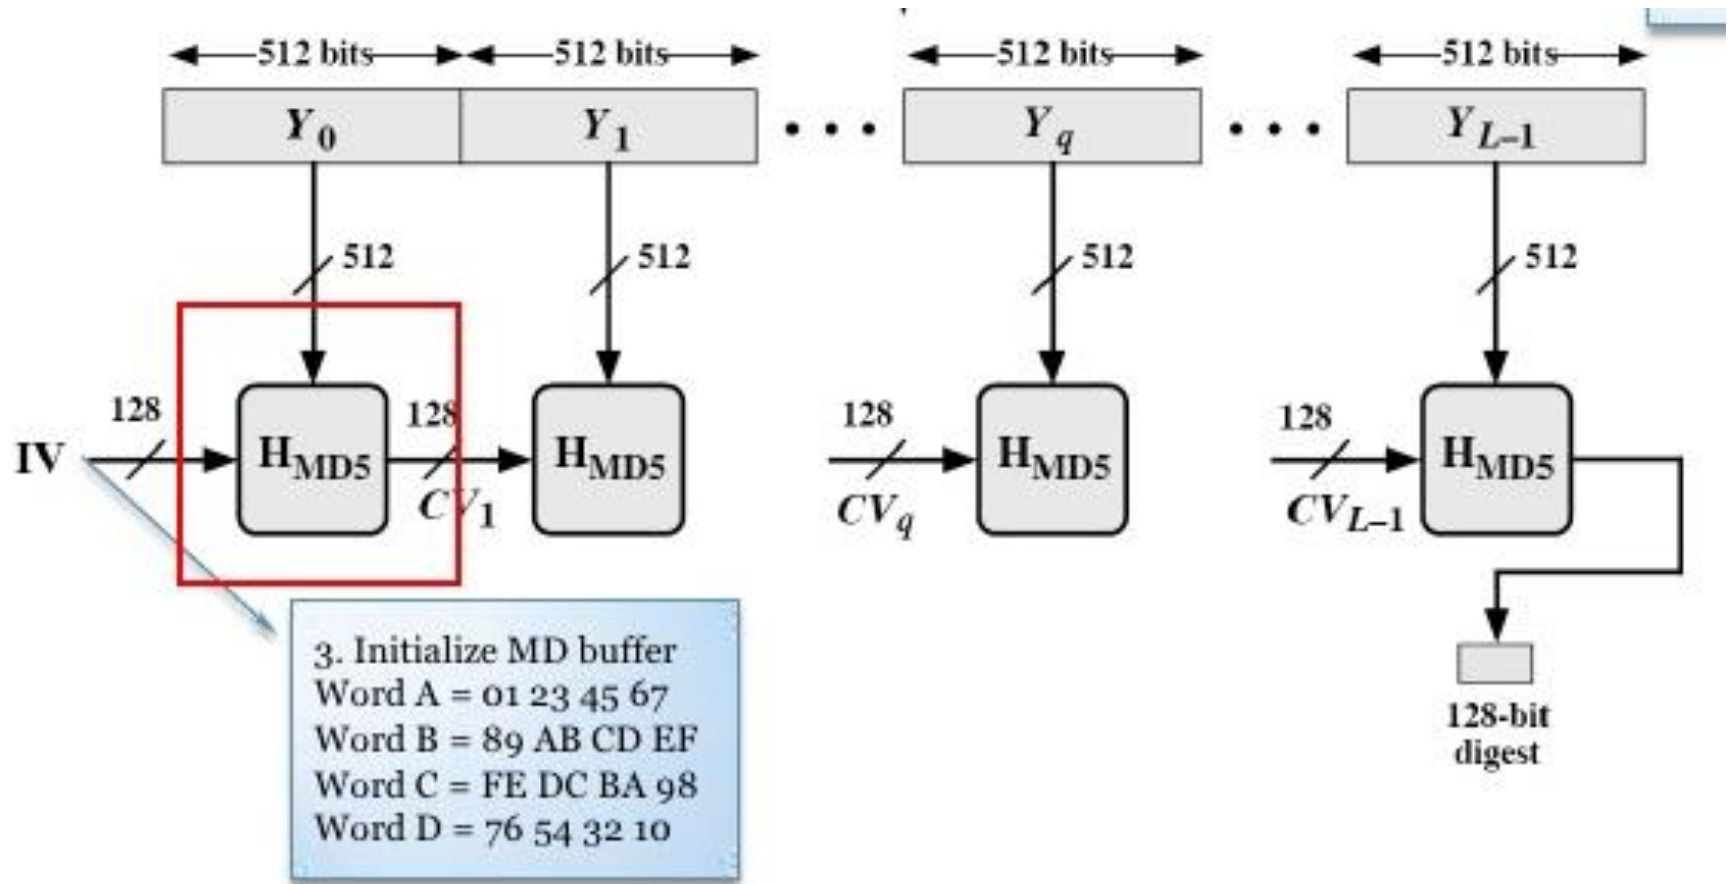 512 bits 512 bits 512 bits 512 bits
Y0 Y1 • • • Yq • • • YL–1
512 512 512 512
128 128 128 128
IV HMD5 HMD5 HMD5 HMD5
CV1 CVq CVL–1
3. Initialize MD buffer
Word A = 01 23 45 67
Word B = 89 AB CD EF
Word C = FE DC BA 98
Word D = 76 54 32 10
128-bit
digest